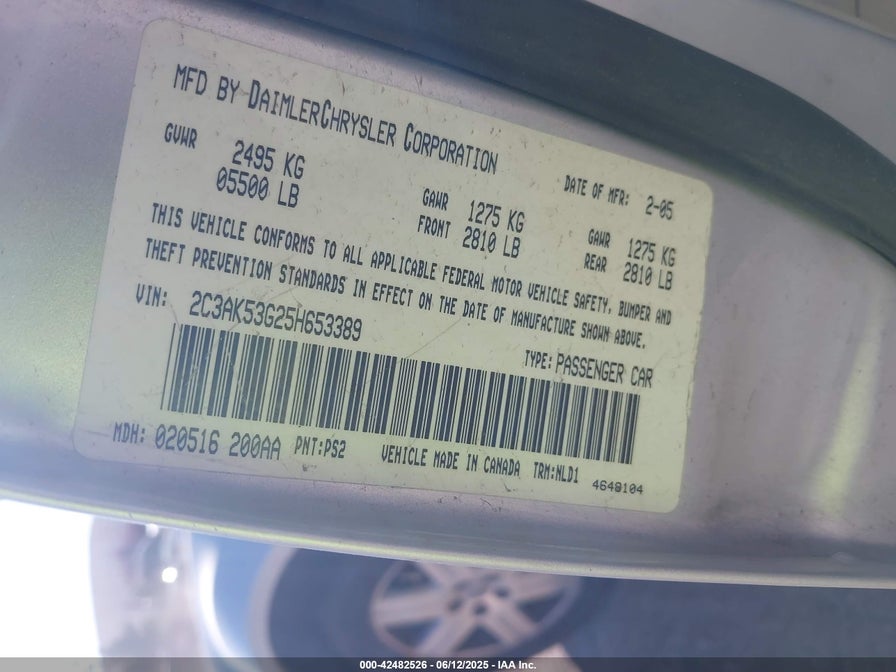 MFD BY DAIMLERCHRYSLER CORPORATION
DATE OF MFR: 2-05
GVWR 2495 KG
05500 LB
GAWR FRONT 1275 KG
2810 LB
GAWR REAR 1275 KG
2810 LB
THIS VEHICLE CONFORMS TO ALL APPLICABLE FEDERAL MOTOR VEHICLE SAFETY, BUMPER AND
THEFT PREVENTION STANDARDS IN EFFECT ON THE DATE OF MANUFACTURE SHOWN ABOVE.
VIN: 2C3AK53G25H653389
TYPE: PASSENGER CAR
MDH: 020516 200AA PNT:PS2 VEHICLE MADE IN CANADA TRM:NLD1
4648104
000-42482526 - 06/12/2025 - IAA Inc.